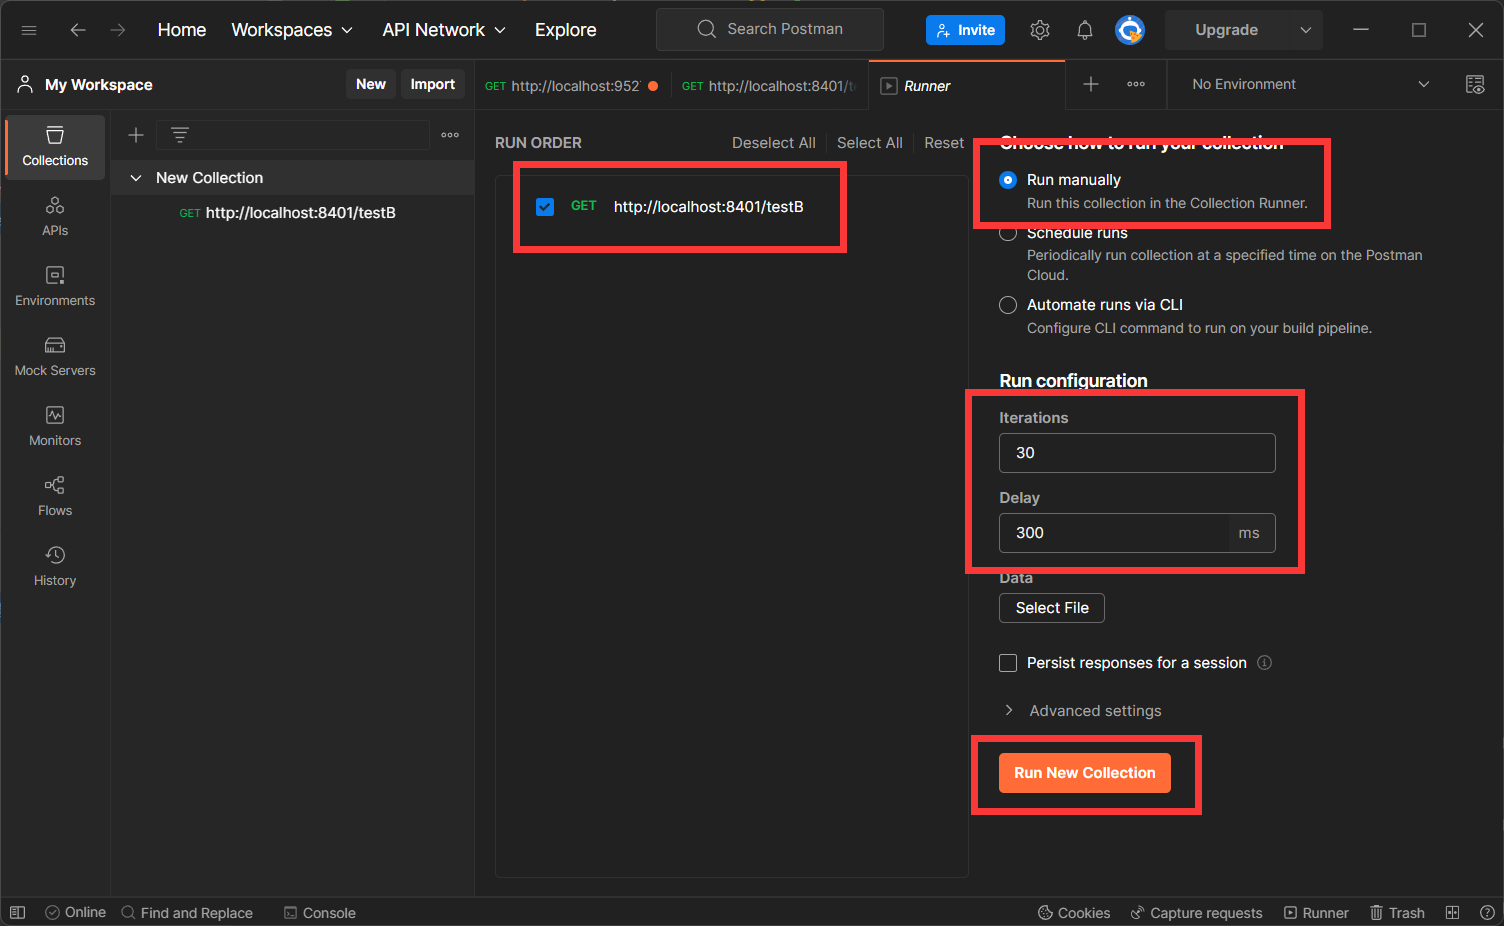 Home Workspaces API Network Explore Search Postman Invite Upgrade
My Workspace New Import GET http://localhost:952 GET http://localhost:8401/t Runner No Environment
Collections
APIs
Environments
Mock Servers
Monitors
Flows
History
New Collection
GET http://localhost:8401/testB
RUN ORDER Deselect All Select All Reset
GET http://localhost:8401/testB
Choose how to run your collection
Run manually
Run this collection in the Collection Runner.
Schedule runs
Periodically run collection at a specified time on the Postman
Cloud.
Automate runs via CLI
Configure CLI command to run on your build pipeline.
Run configuration
Iterations
30
Delay
300 ms
Data
Select File
Persist responses for a session
Advanced settings
Run New Collection
Online Find and Replace Console Cookies Capture requests Runner Trash